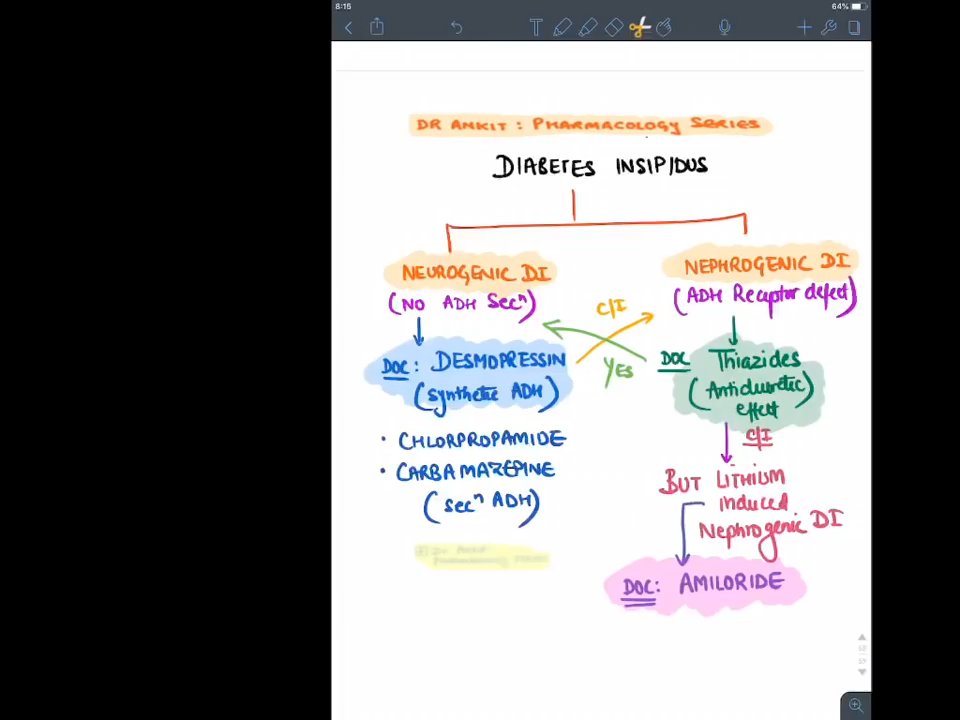 8:15
64%
DR ANKIT : PHARMACOLOGY SERIES
DIABETES INSIPIDUS
NEUROGENIC DI
(NO ADH Secⁿ)
DOC: DESMOPRESSIN
(synthetic ADH)
• CHLORPROPAMIDE
• CARBAMAZEPINE
(secⁿ ADH)
C/I
YES
NEPHROGENIC DI
(ADH Receptor defect)
DOC Thiazides
(Antidiuretic
effect)
C/I
BUT LITHIUM
induced
Nephrogenic DI
DOC: AMILORIDE